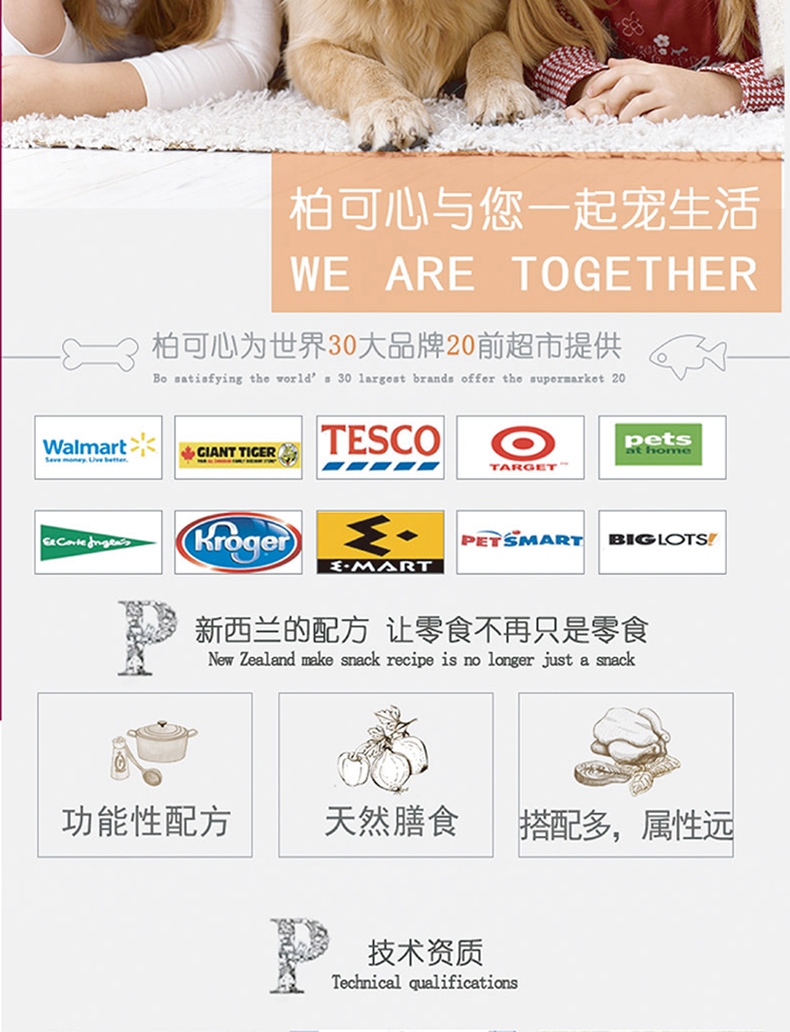 柏可心与您一起宠生活
WE ARE TOGETHER
柏可心为世界30大品牌20前超市提供
Bo satisfying the world's 30 largest brands offer the supermarket 20
Walmart
Save money. Live better.
GIANT TIGER
TESCO
TARGET
pets
at home
El Corte Inglés
Kroger
E·MART
PETSMART
BIGLOTS!
P
新西兰的配方 让零食不再只是零食
New Zealand make snack recipe is no longer just a snack
功能性配方
天然膳食
搭配多，属性远
P
技术资质
Technical qualifications